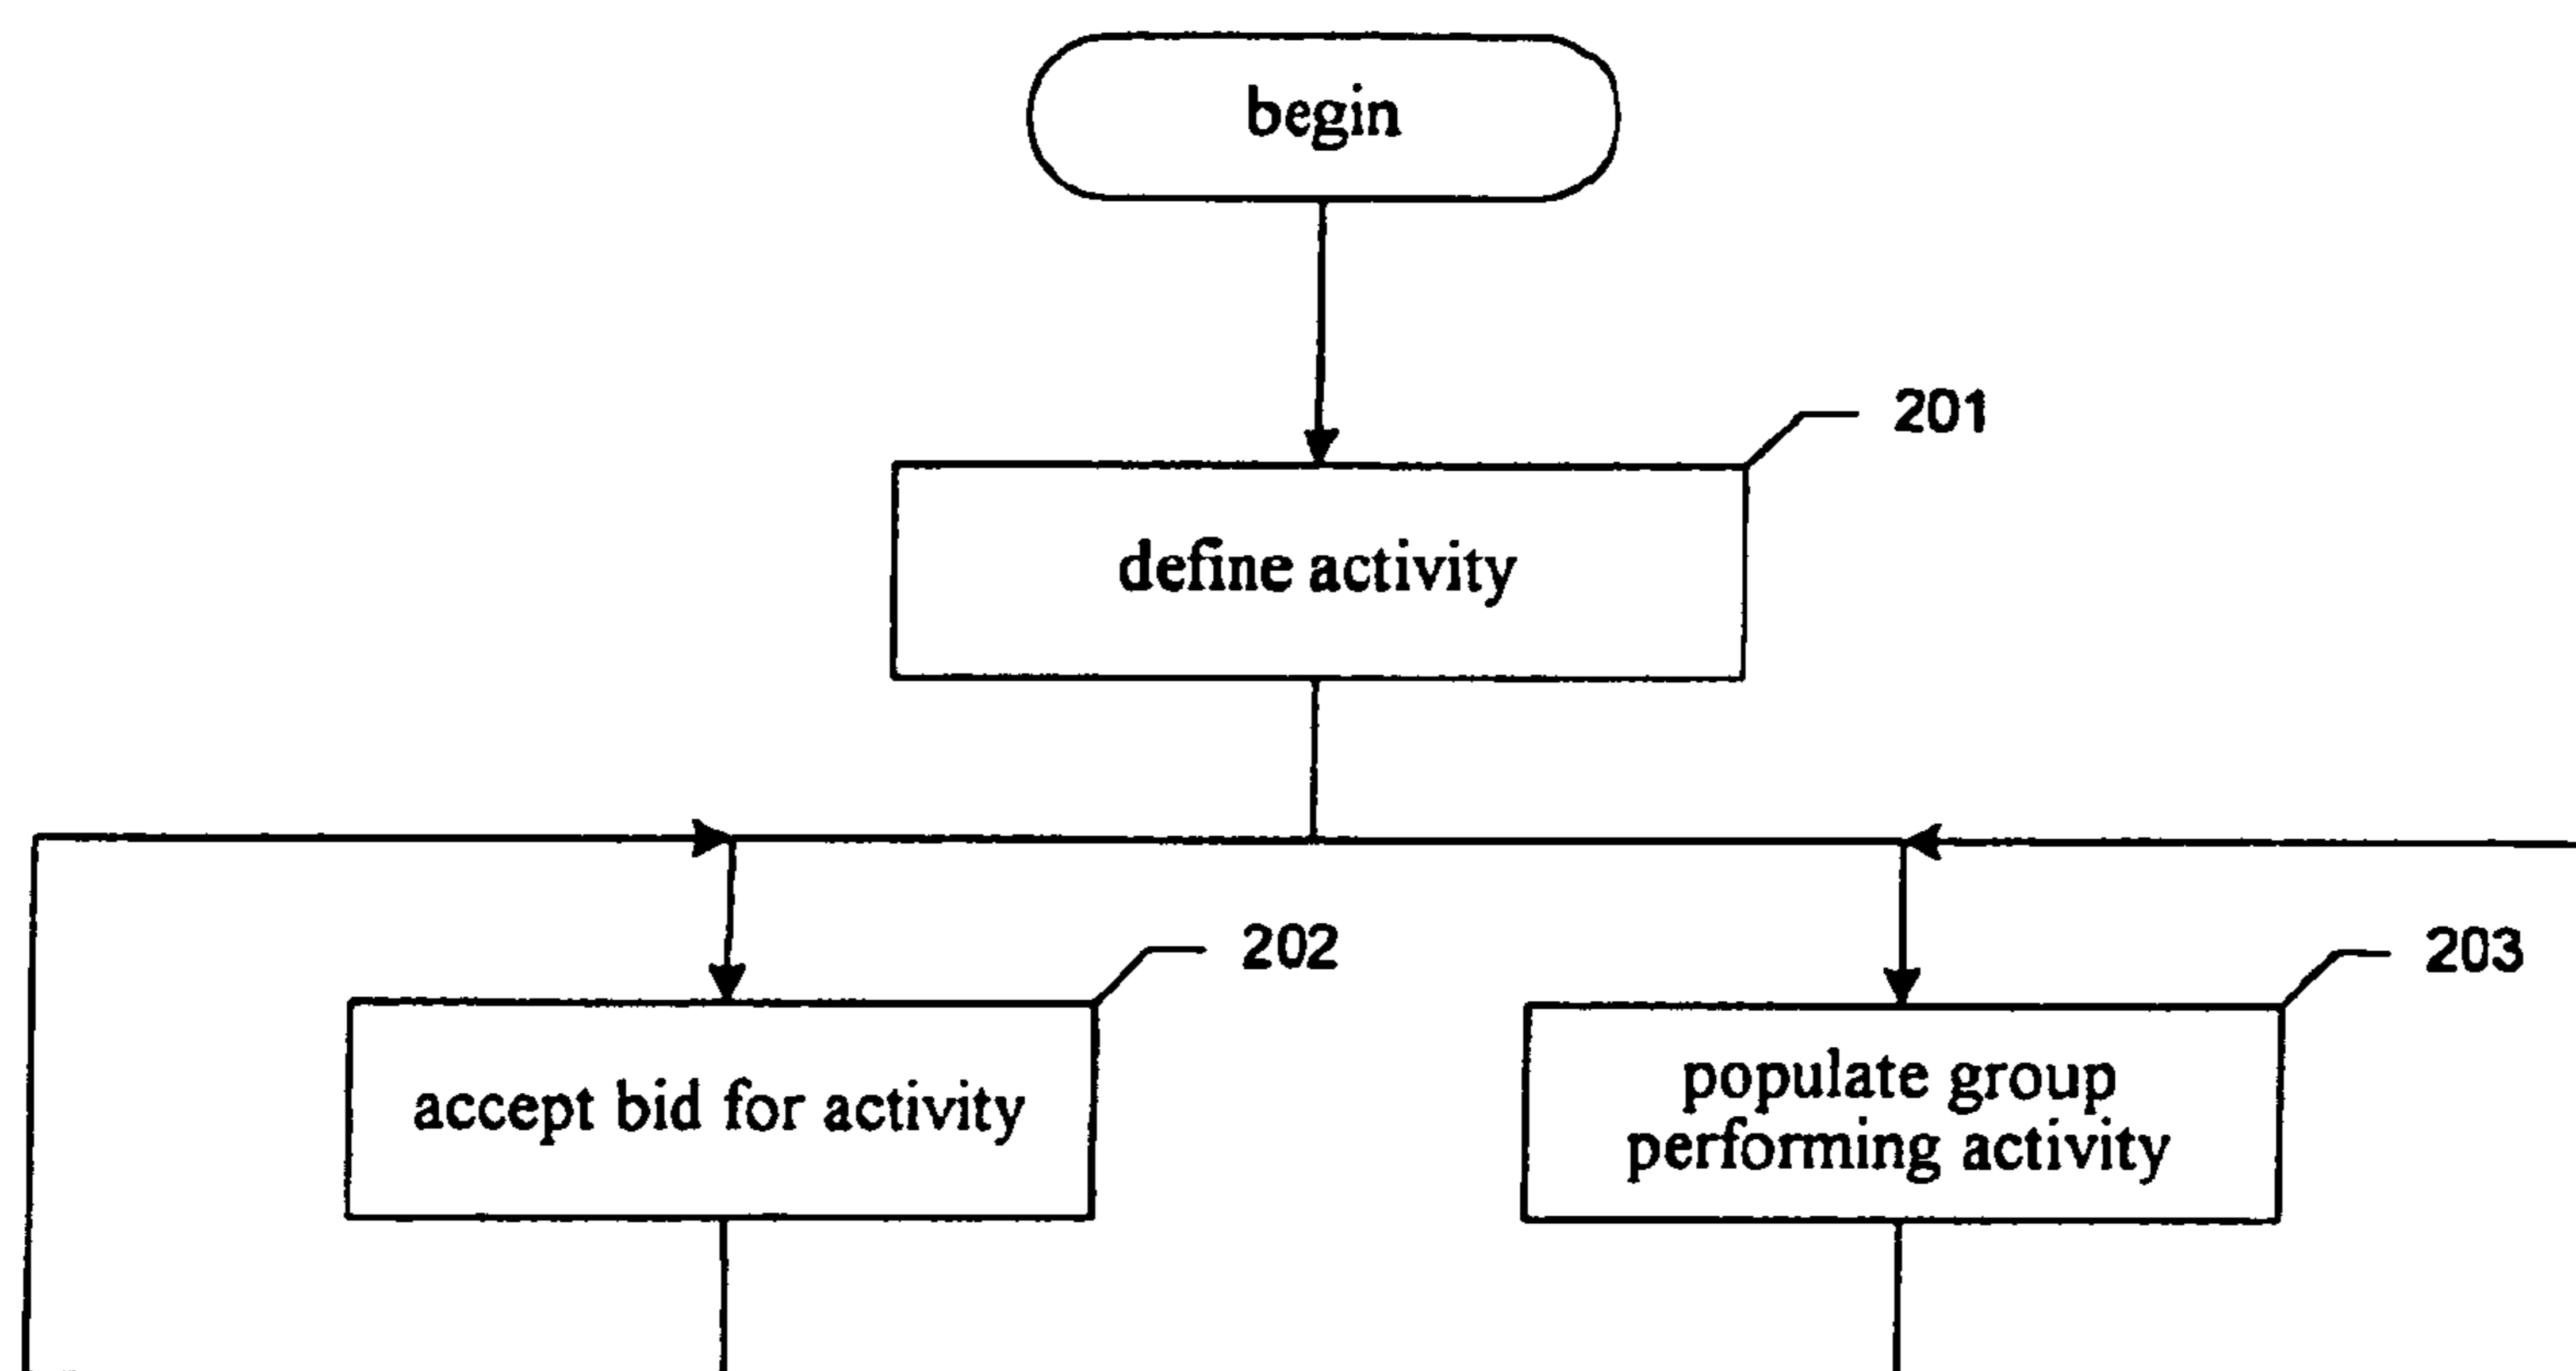 begin
201
define activity
202
203
accept bid for activity
populate group
performing activity